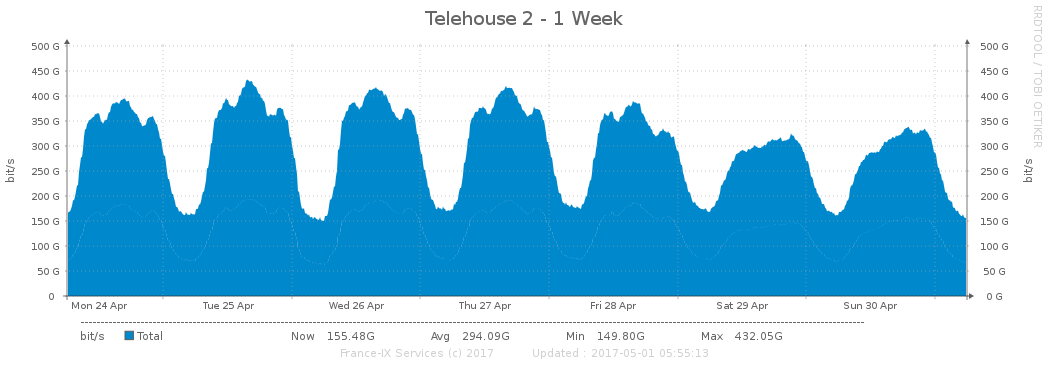 Telehouse 2 - 1 Week
RRDTOOL / TOBI OETIKER
bit/s
500 G 500 G
450 G 450 G
400 G 400 G
350 G 350 G
300 G 300 G
250 G 250 G
200 G 200 G
150 G 150 G
100 G 100 G
50 G 50 G
0 0 G
bit/s
Mon 24 Apr Tue 25 Apr Wed 26 Apr Thu 27 Apr Fri 28 Apr Sat 29 Apr Sun 30 Apr
bit/s Total Now 155.48G Avg 294.09G Min 149.80G Max 432.05G
France-IX Services (c) 2017 Updated : 2017-05-01 05:55:13